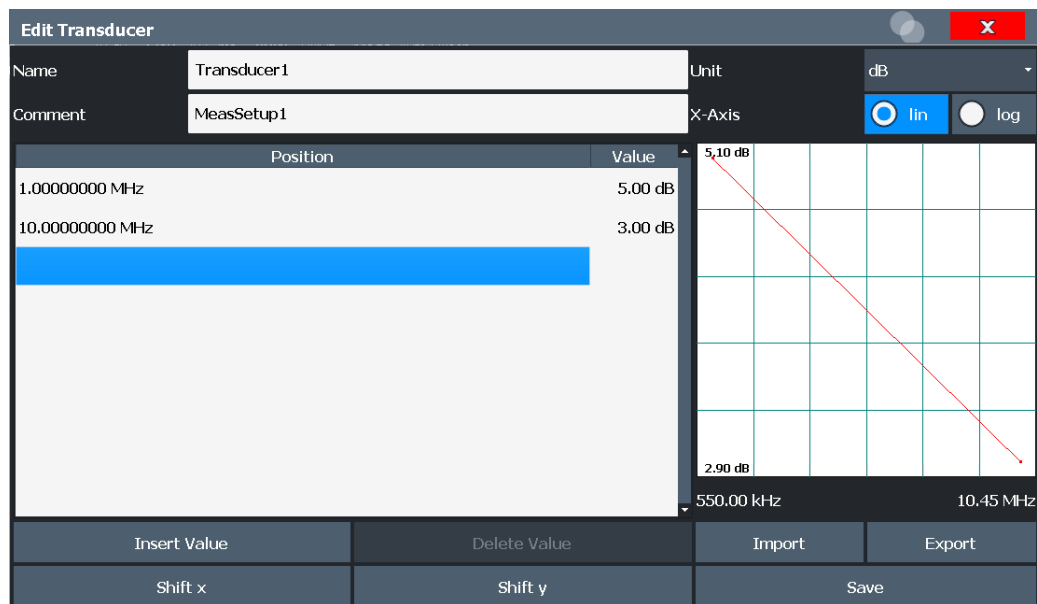 Edit Transducer
X
Name
Transducer1
Unit
dB
Comment
MeasSetup1
X-Axis
lin
log
Position
Value
1.00000000 MHz
5.00 dB
10.00000000 MHz
3.00 dB
5,10 dB
2.90 dB
550.00 kHz
10.45 MHz
Insert Value
Delete Value
Import
Export
Shift x
Shift y
Save